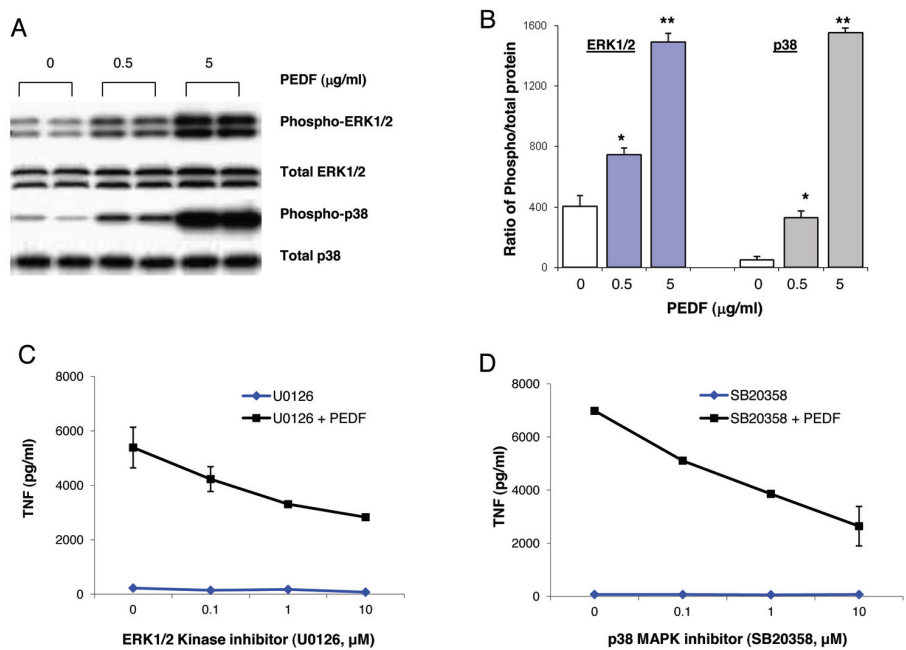 A
0 0.5 5
PEDF (µg/ml)
Phospho-ERK1/2
Total ERK1/2
Phospho-p38
Total p38
B
Ratio of Phospho/total protein
1600
1200
800
400
0
ERK1/2 p38
** **
* *
0 0.5 5 0 0.5 5
PEDF (µg/ml)
C
TNF (pg/ml)
8000
6000
4000
2000
0
U0126
U0126 + PEDF
0 0.1 1 10
ERK1/2 Kinase inhibitor (U0126, µM)
D
TNF (pg/ml)
8000
6000
4000
2000
0
SB20358
SB20358 + PEDF
0 0.1 1 10
p38 MAPK inhibitor (SB20358, µM)